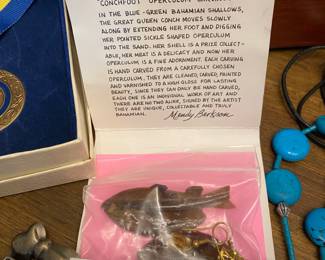 "CONCHFOOT" OPERCULUM
IN THE BLUE-GREEN BAHAMIAN SHALLOWS,
THE GREAT QUEEN CONCH MOVES SLOWLY
ALONG BY EXTENDING HER FOOT AND DIGGING
HER POINTED SICKLE SHAPED OPERCULUM
INTO THE SAND. HER SHELL IS A PRIZE COLLECT-
ABLE, HER MEAT IS A DELICACY AND NOW HER
OPERCULUM IS A FINE ADORNMENT. EACH CARVING
IS HAND CARVED FROM A CAREFULLY CHOSEN
OPERCULUM. THEY ARE CLEANED, CARVED, PAINTED
AND VARNISHED TO A HIGH GLOSS FOR LASTING
BEAUTY, SINCE THEY CAN ONLY BE HAND CARVED,
EACH ONE IS AN INDIVIDUAL WORK OF ART AND
THERE ARE NO TWO ALIKE. SIGNED BY THE ARTIST
THEY ARE UNIQUE, COLLECTABLE AND TRULY
BAHAMIAN.